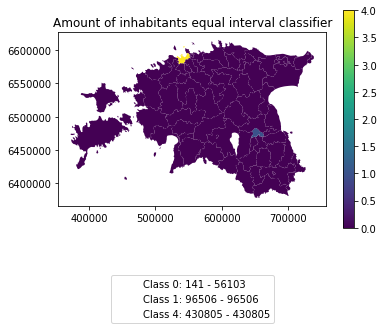 Amount of inhabitants equal interval classifier
6600000
6550000
6500000
6450000
6400000
400000 500000 600000 700000
4.0
3.5
3.0
2.5
2.0
1.5
1.0
0.5
0.0
Class 0: 141 - 56103
Class 1: 96506 - 96506
Class 4: 430805 - 430805